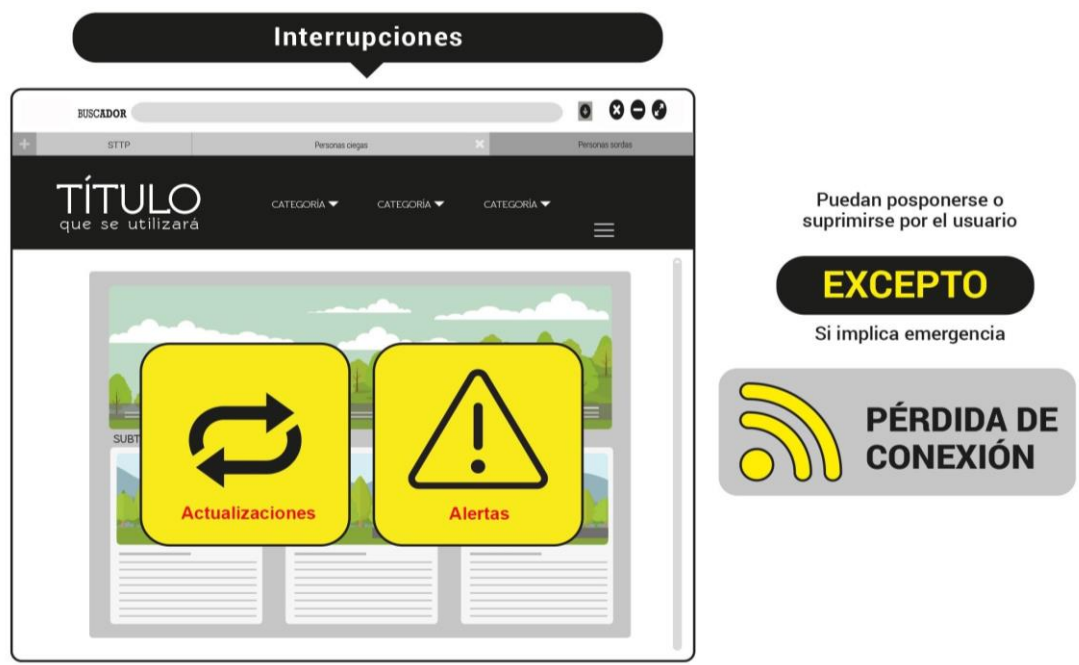 Interrupciones
BUSCADOR
STTP
Personas ciegas
Personas sordas
TÍTULO
que se utilizará
CATEGORÍA
CATEGORÍA
CATEGORÍA
SUBT
Actualizaciones
Alertas
Puedan posponerse o
suprimirse por el usuario
EXCEPTO
Si implica emergencia
PÉRDIDA DE
CONEXIÓN